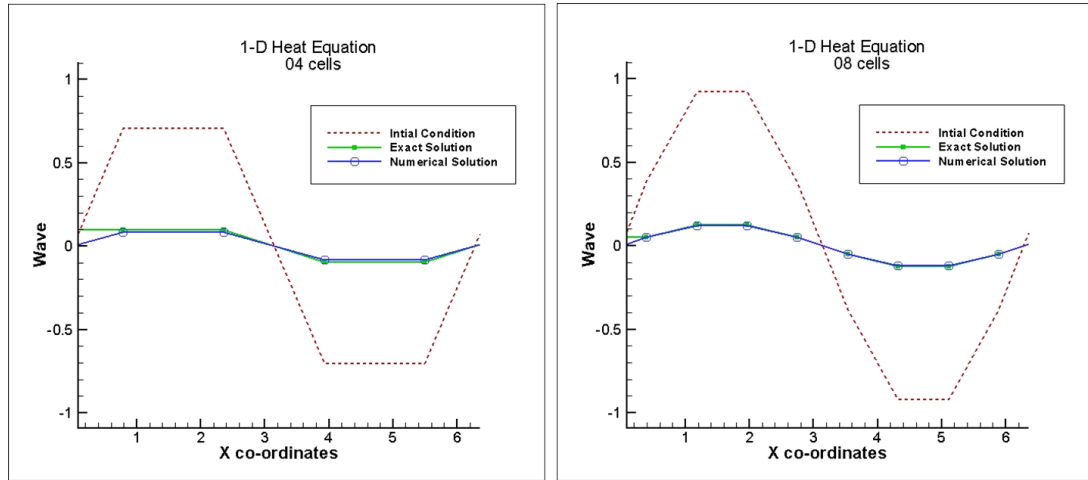 1-D Heat Equation
04 cells
1
0.5
0
-0.5
-1
Wave
Intial Condition
Exact Solution
Numerical Solution
1 2 3 4 5 6
X co-ordinates
1-D Heat Equation
08 cells
1
0.5
0
-0.5
-1
Wave
Intial Condition
Exact Solution
Numerical Solution
1 2 3 4 5 6
X co-ordinates